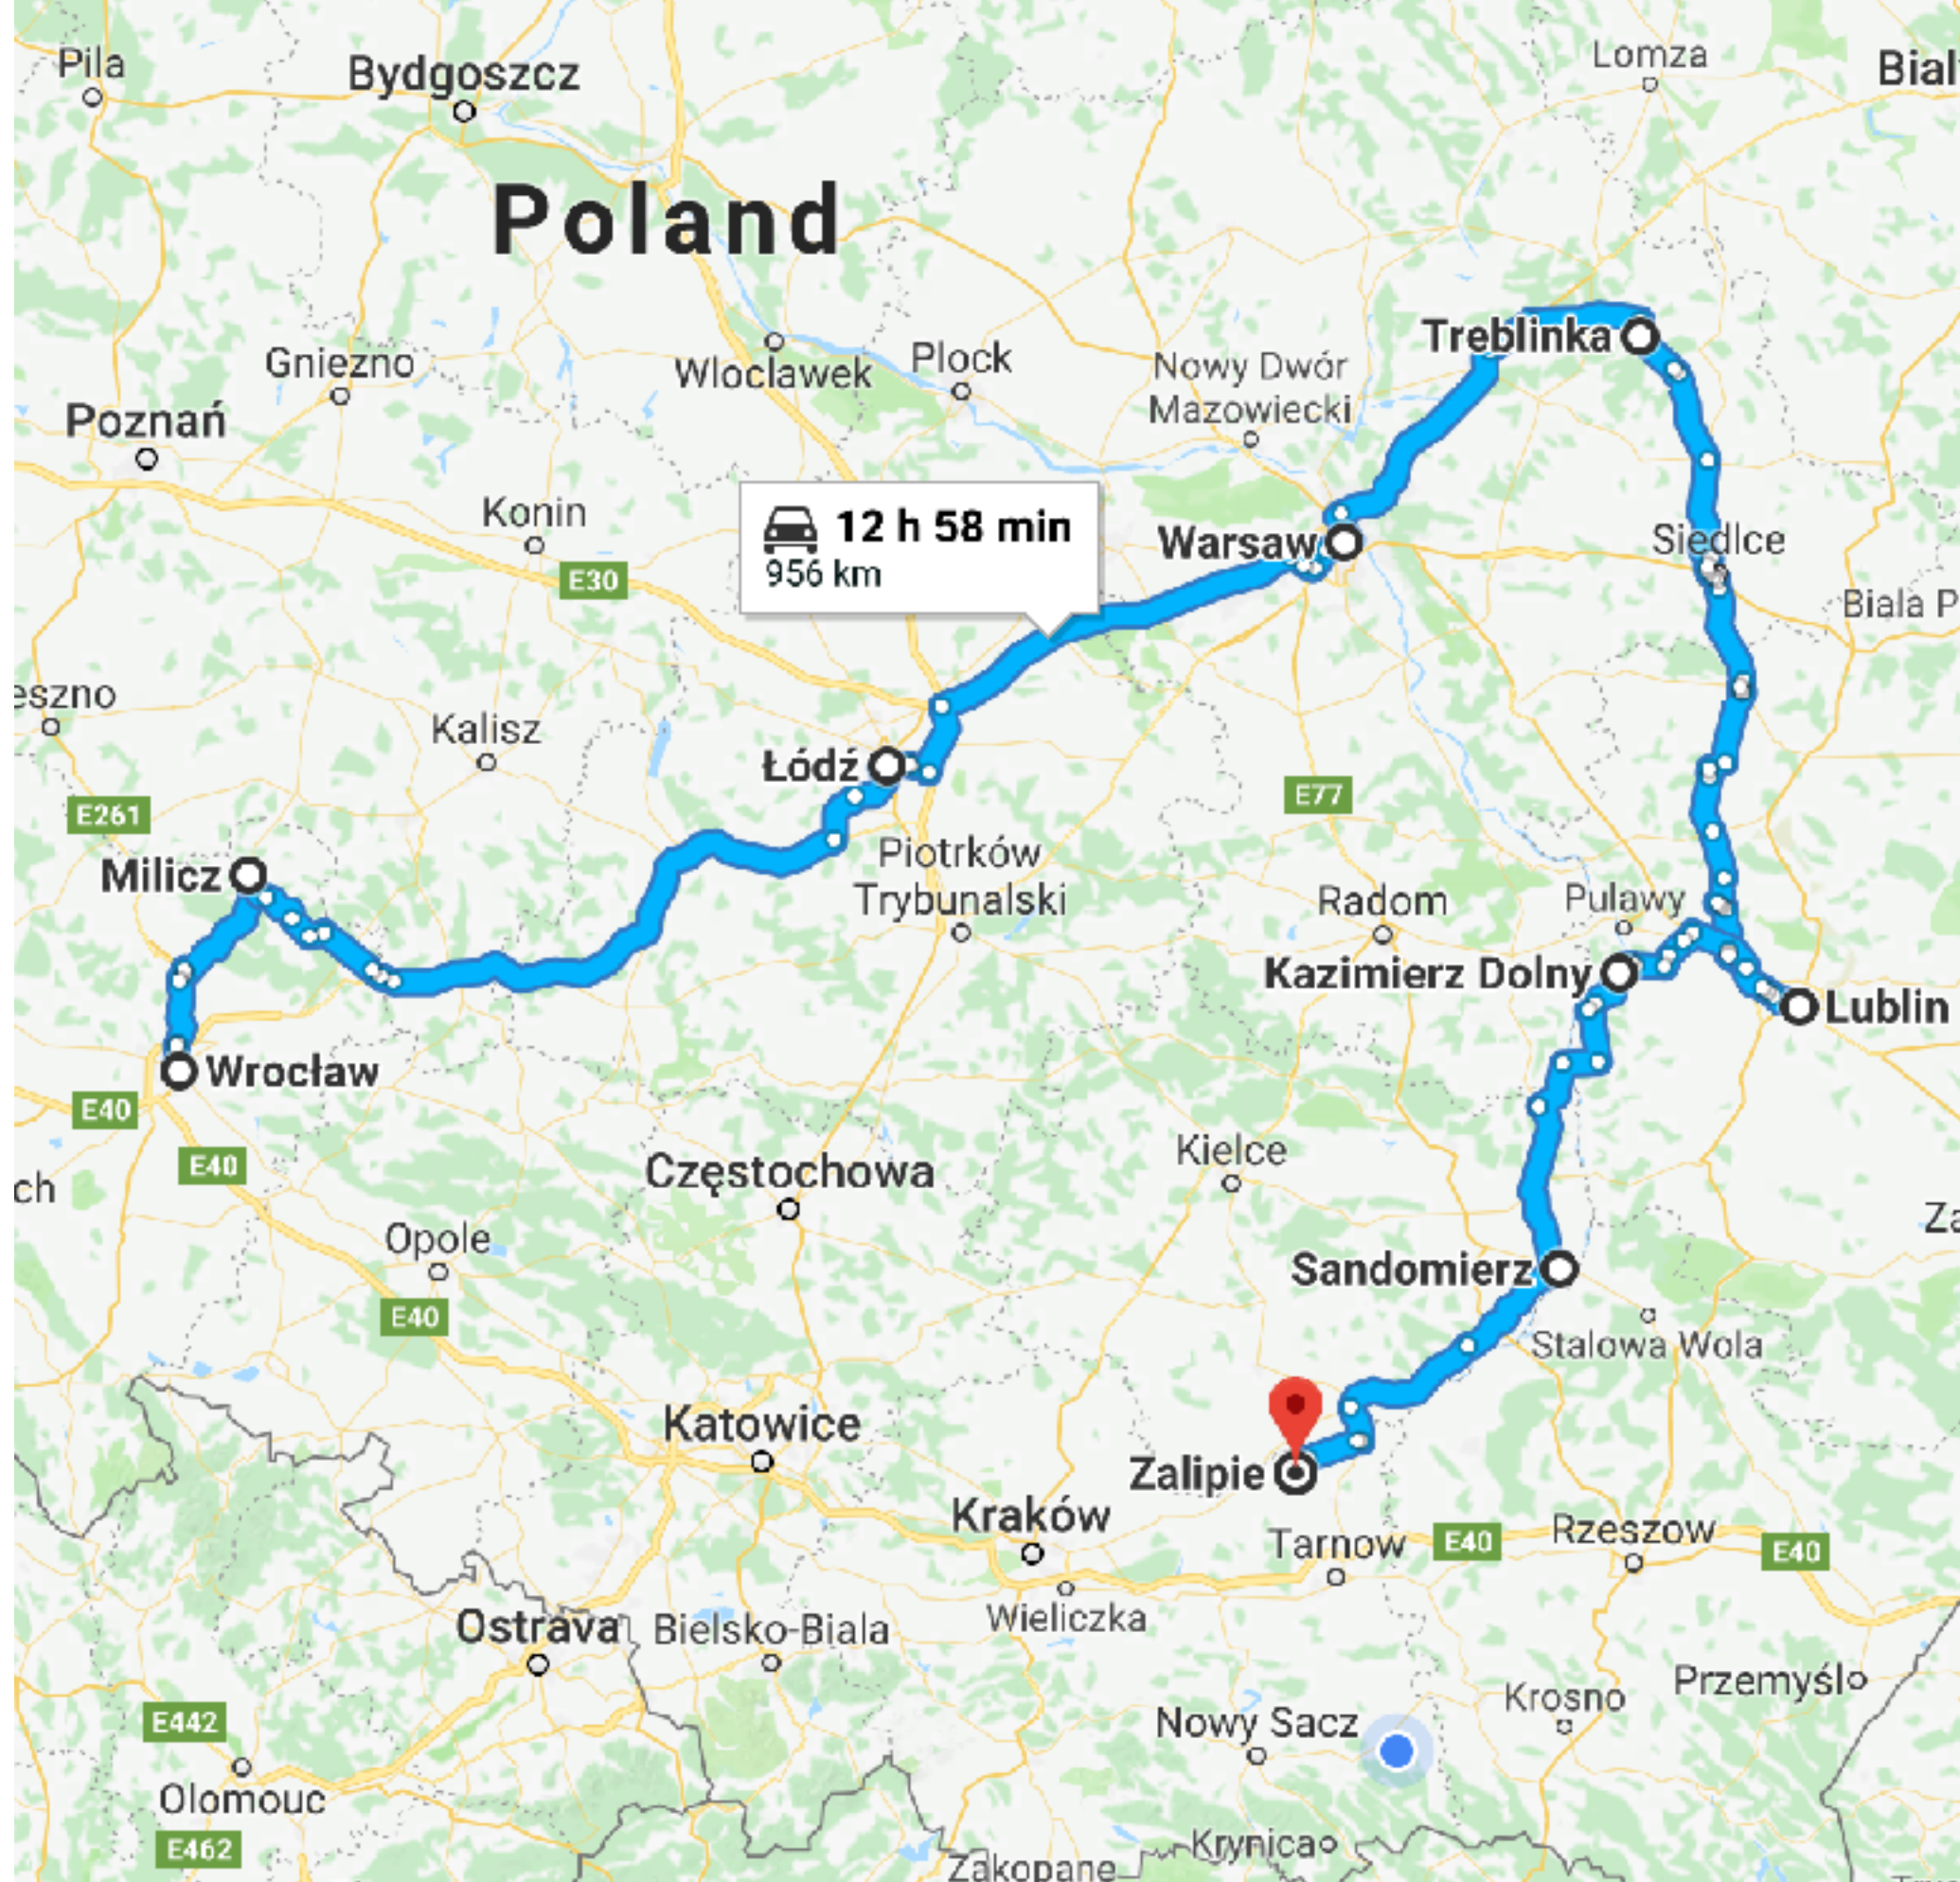 Pila
Bydgoszcz
Lomza
Bial
Poland
Gniezno
Wloclawek
Plock
Nowy Dwór
Mazowiecki
Treblinka
Poznań
Konin
E30
12 h 58 min
956 km
Warsaw
Siedlce
Biala P
eszno
Kalisz
Łódź
E261
E77
Milicz
Piotrków
Trybunalski
Radom
Pulawy
Kazimierz Dolny
Lublin
Wrocław
E40
E40
ch
Częstochowa
Kielce
Za
Opole
E40
Sandomierz
Stalowa Wola
Katowice
Zalipie
Kraków
Tarnow
E40
Rzeszow
E40
Wieliczka
Ostrava
Bielsko-Biala
Przemyśl
Krosno
Nowy Sacz
E442
Olomouc
E462
Krynica
Zakopane